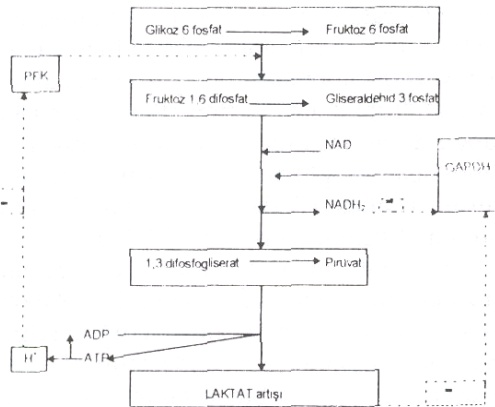 Glikoz 6 fosfat Fruktoz 6 fosfat
PFK
Fruktoz 1,6 difosfat Gliseraldehid 3 fosfat
NAD
GAPDH
NADH₂ -
-
1,3 difosfogliserat Piruvat
ADP
H⁺ ATP
LAKTAT artışı -